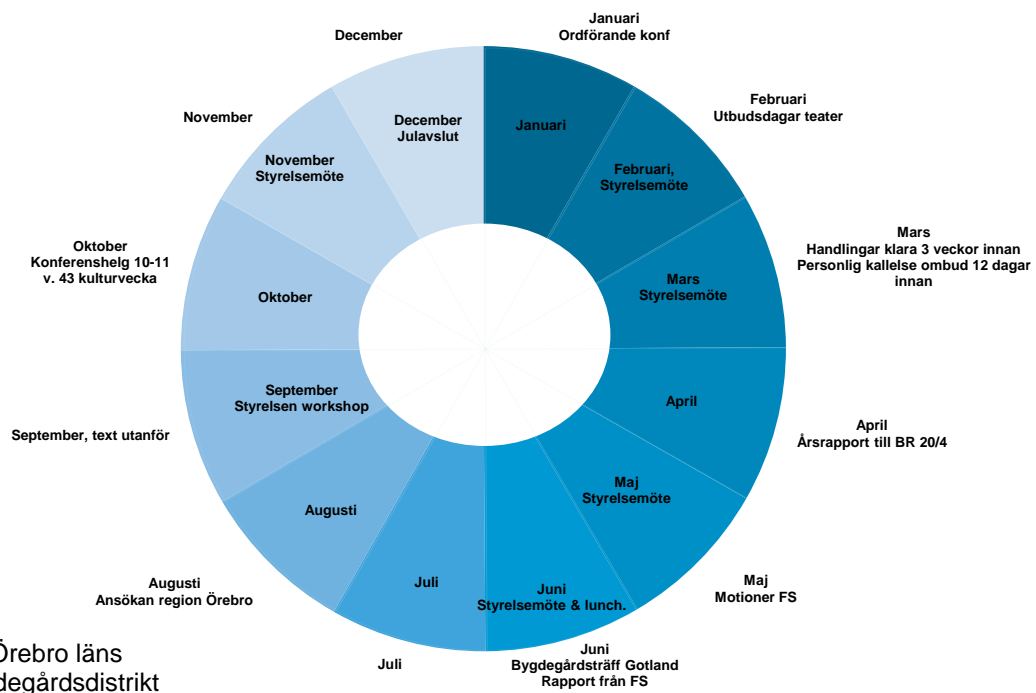 Januari
Ordförande konf
Februari
Utbudsdagar teater
Mars
Handlingar klara 3 veckor innan
Personlig kallelse ombud 12 dagar
innan
April
Årsrapport till BR 20/4
Maj
Motioner FS
Juni
Bygdegårdsträff Gotland
Rapport från FS
Juli
Augusti
Ansökan region Örebro
September, text utanför
Oktober
Konferenshelg 10-11
v. 43 kulturvecka
November
December
Januari
Februari,
Styrelsemöte
Mars
Styrelsemöte
April
Maj
Styrelsemöte
Juni
Styrelsemöte & lunch.
Juli
Augusti
September
Styrelsen workshop
Oktober
November
Styrelsemöte
December
Julavslut
Örebro läns
degårdsdistrikt